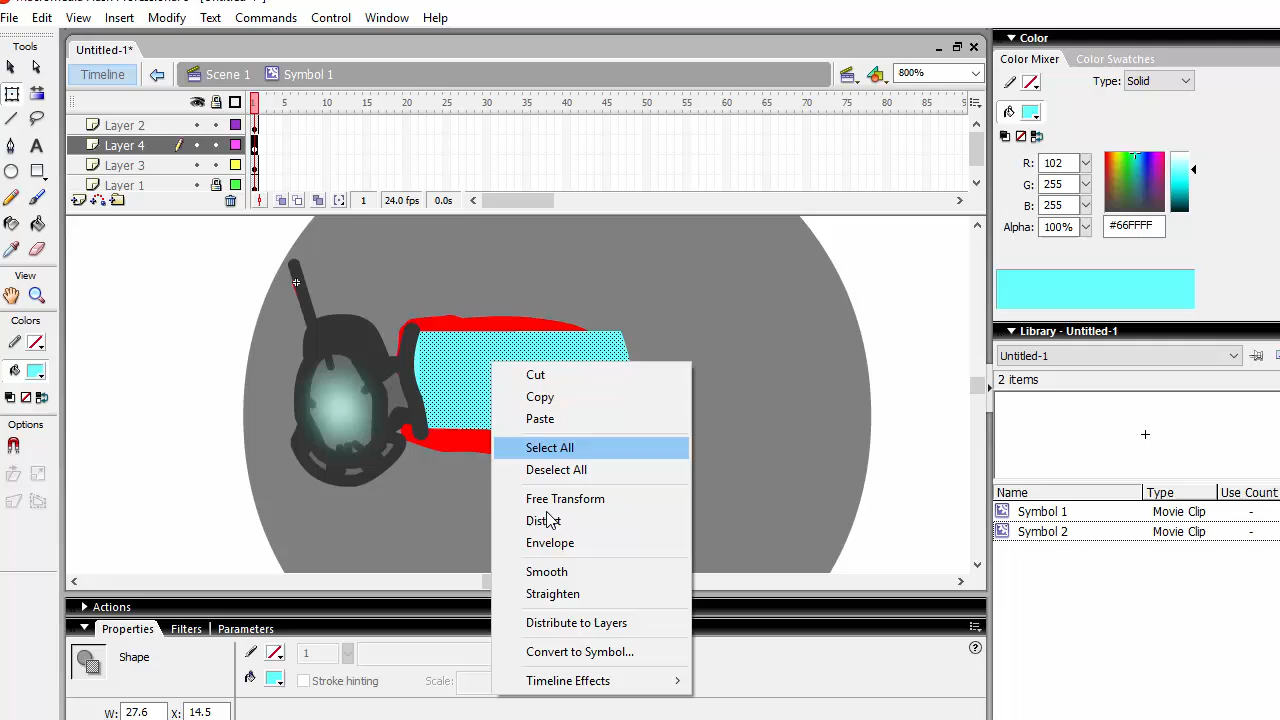 File Edit View Insert Modify Text Commands Control Window Help
Tools
View
Colors
Options
Untitled-1*
Timeline
Scene 1
Symbol 1
800%
1 5 10 15 20 25 30 35 40 45 50 55 60 65 70 75 80 85 9
Layer 2
Layer 4
Layer 3
Layer 1
1 24.0 fps 0.0s
Cut
Copy
Paste
Select All
Deselect All
Free Transform
Envelope
Smooth
Straighten
Distribute to Layers
Convert to Symbol...
Timeline Effects
Actions
Properties Filters Parameters
Shape
1
Stroke hinting
Scale:
W: 27.6 X: 14.5
Color
Color Mixer Color Swatches
Type: Solid
R: 102
G: 255
B: 255
Alpha: 100%
#66FFFF
Library - Untitled-1
Untitled-1
2 items
Name Type Use Count
Symbol 1 Movie Clip -
Symbol 2 Movie Clip -